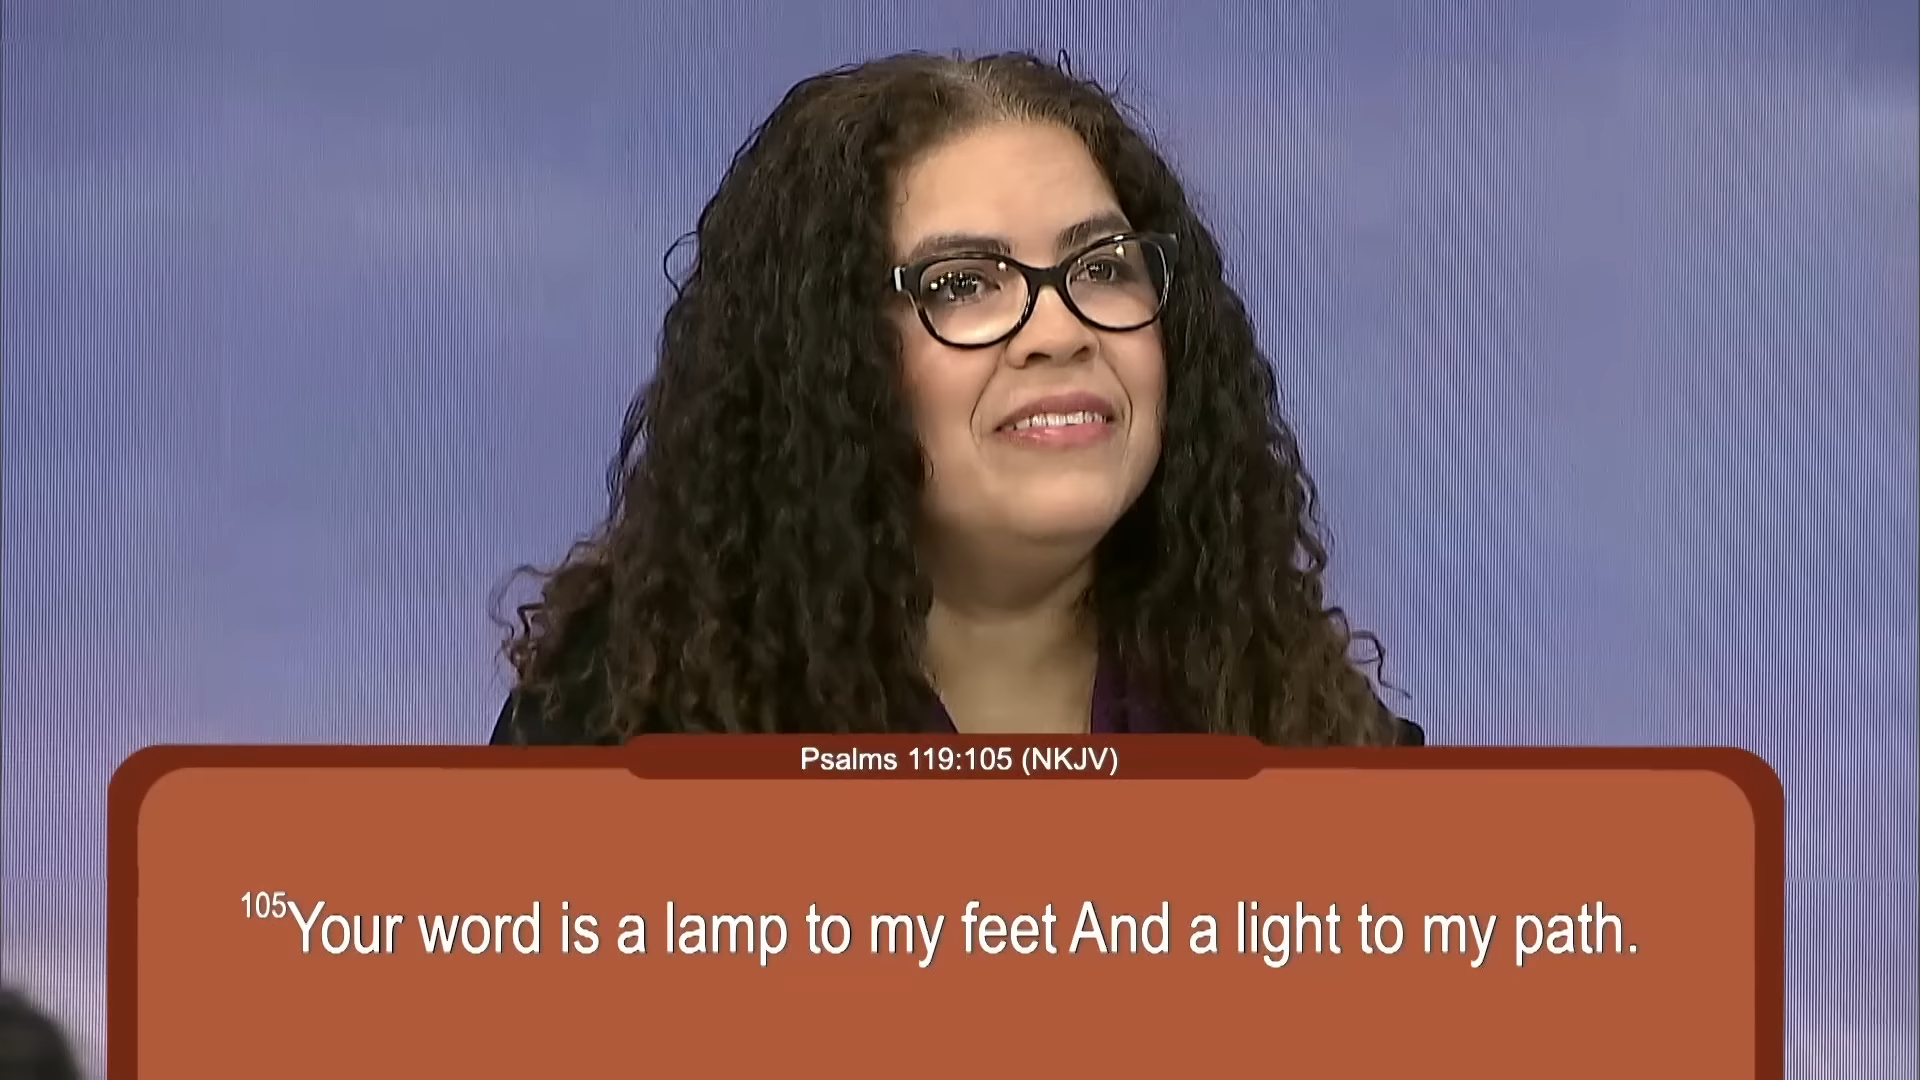 Psalms 119:105 (NKJV)
105Your word is a lamp to my feet And a light to my path.